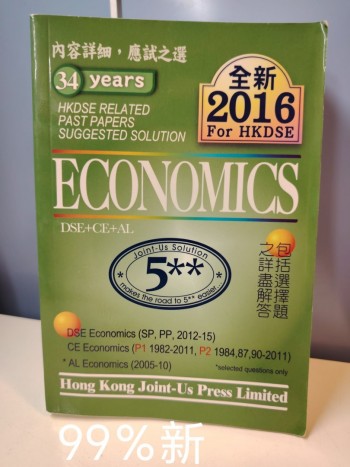 內容詳細，應試之選
34 years
HKDSE RELATED
PAST PAPERS
SUGGESTED SOLUTION
全新
2016
For HKDSE
ECONOMICS
DSE+CE+AL
Joint-Us Solution
5**
makes the road to 5** easier
包括選擇題
之詳盡解答
DSE Economics (SP, PP, 2012-15)
CE Economics (P1 1982-2011, P2 1984,87,90-2011)
* AL Economics (2005-10)
*selected questions only
Hong Kong Joint-Us Press Limited
99%新